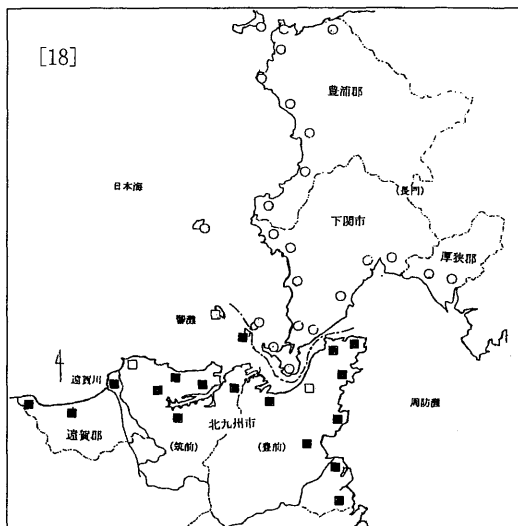 [18]
豊浦郡
日本海
(長門)
下関市
厚狭郡
響灘
遠賀川
周防灘
北九州市
遠賀郡
(筑前)
(豊前)